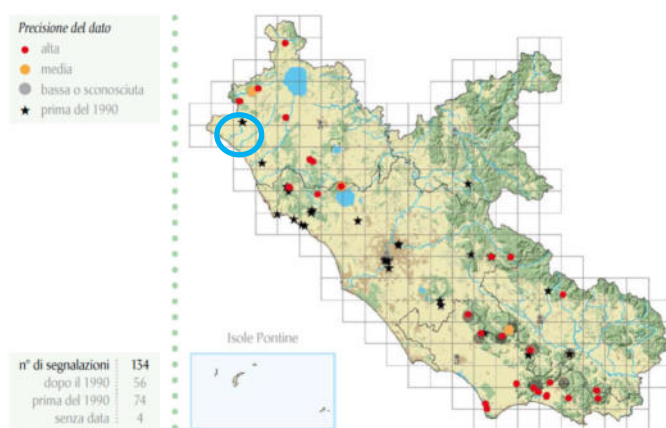 Precisione del dato
alta
media
bassa o sconosciuta
prima del 1990
Isole Pontine
n° di segnalazioni 134
dopo il 1990 56
prima del 1990 74
senza data 4